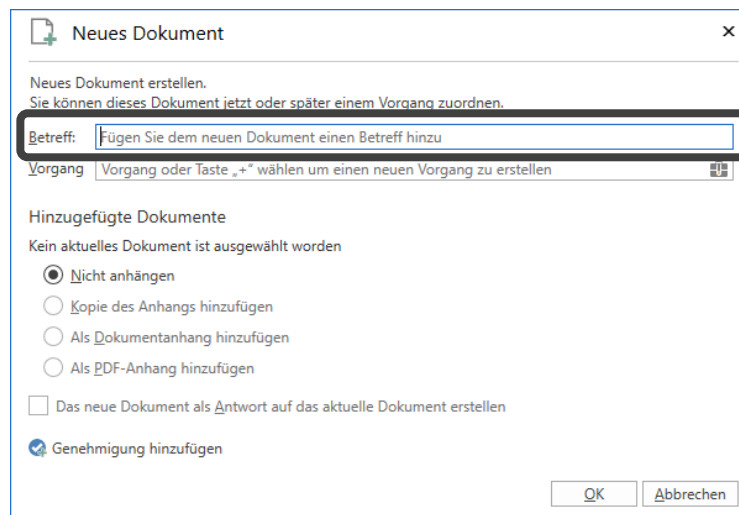 Neues Dokument
Neues Dokument erstellen.
Sie können dieses Dokument jetzt oder später einem Vorgang zuordnen.
Betreff: Fügen Sie dem neuen Dokument einen Betreff hinzu
Vorgang Vorgang oder Taste „+“ wählen um einen neuen Vorgang zu erstellen
Hinzugefügte Dokumente
Kein aktuelles Dokument ist ausgewählt worden
Nicht anhängen
Kopie des Anhangs hinzufügen
Als Dokumentanhang hinzufügen
Als PDF-Anhang hinzufügen
Das neue Dokument als Antwort auf das aktuelle Dokument erstellen
Genehmigung hinzufügen
OK Abbrechen